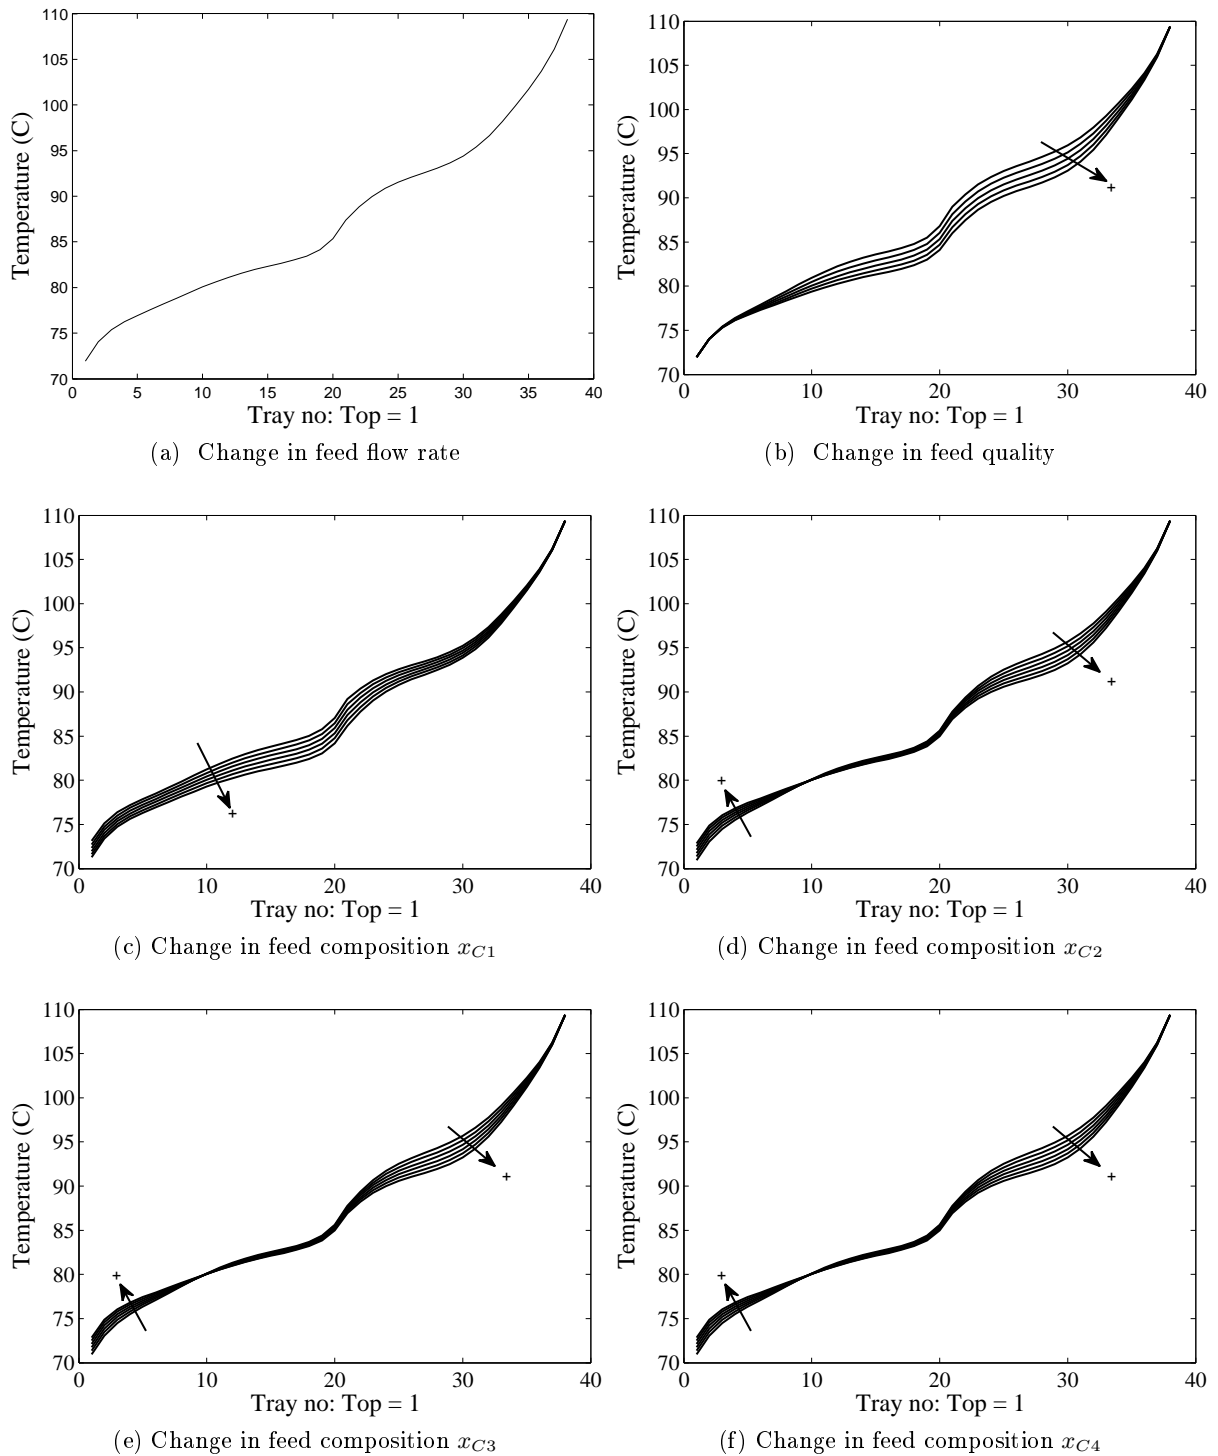 110
105
100
95
90
85
80
75
70
Temperature (C)
0 5 10 15 20 25 30 35 40
Tray no: Top = 1
(a) Change in feed flow rate
110
105
100
95
90
85
80
75
70
Temperature (C)
+
0 10 20 30 40
Tray no: Top = 1
(b) Change in feed quality
110
105
100
95
90
85
80
75
70
Temperature (C)
+
0 10 20 30 40
Tray no: Top = 1
(c) Change in feed composition x_{C1}
110
105
100
95
90
85
80
75
70
Temperature (C)
+
+
0 10 20 30 40
Tray no: Top = 1
(d) Change in feed composition x_{C2}
110
105
100
95
90
85
80
75
70
Temperature (C)
+
+
0 10 20 30 40
Tray no: Top = 1
(e) Change in feed composition x_{C3}
110
105
100
95
90
85
80
75
70
Temperature (C)
+
+
0 10 20 30 40
Tray no: Top = 1
(f) Change in feed composition x_{C4}